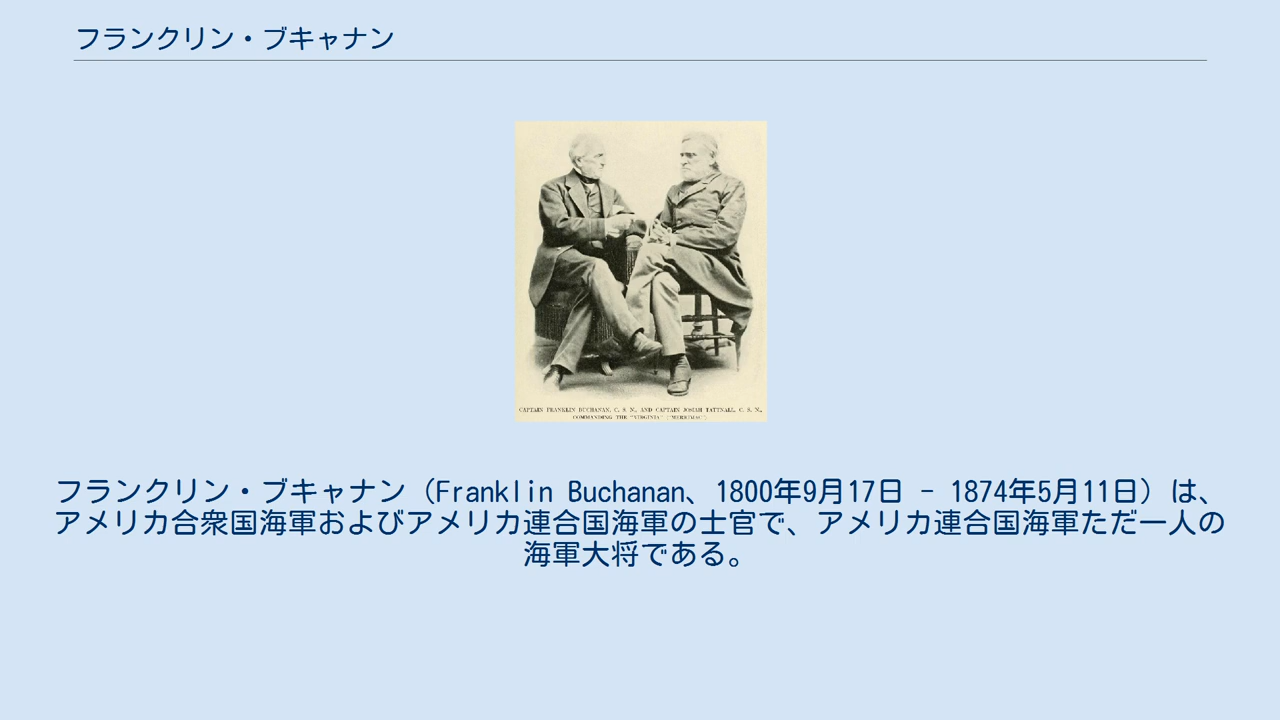 フランクリン・ブキャナン
CAPTAIN FRANKLIN BUCHANAN, C. S. N., AND CAPTAIN JOSIAH TATTNALL, C. S. N.,
COMMANDING THE "VIRGINIA" ("MERRIMAC")
フランクリン・ブキャナン（Franklin Buchanan、1800年9月17日 - 1874年5月11日）は、
アメリカ合衆国海軍およびアメリカ連合国海軍の士官で、アメリカ連合国海軍ただ一人の
海軍大将である。